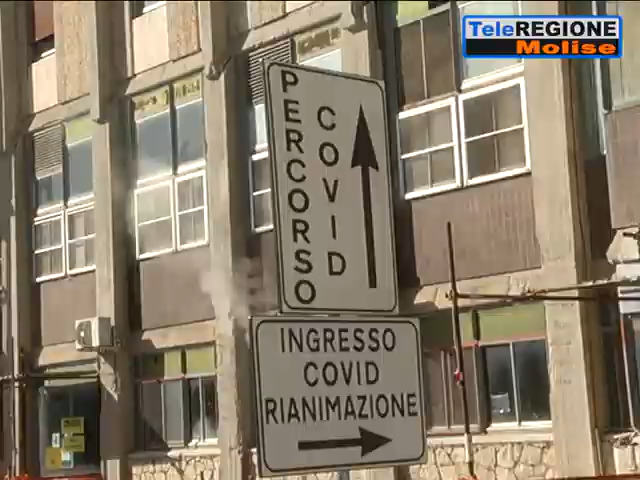 TeleREGIONE
Molise
PERCORSO
COVID
INGRESSO
COVID
RIANIMAZIONE